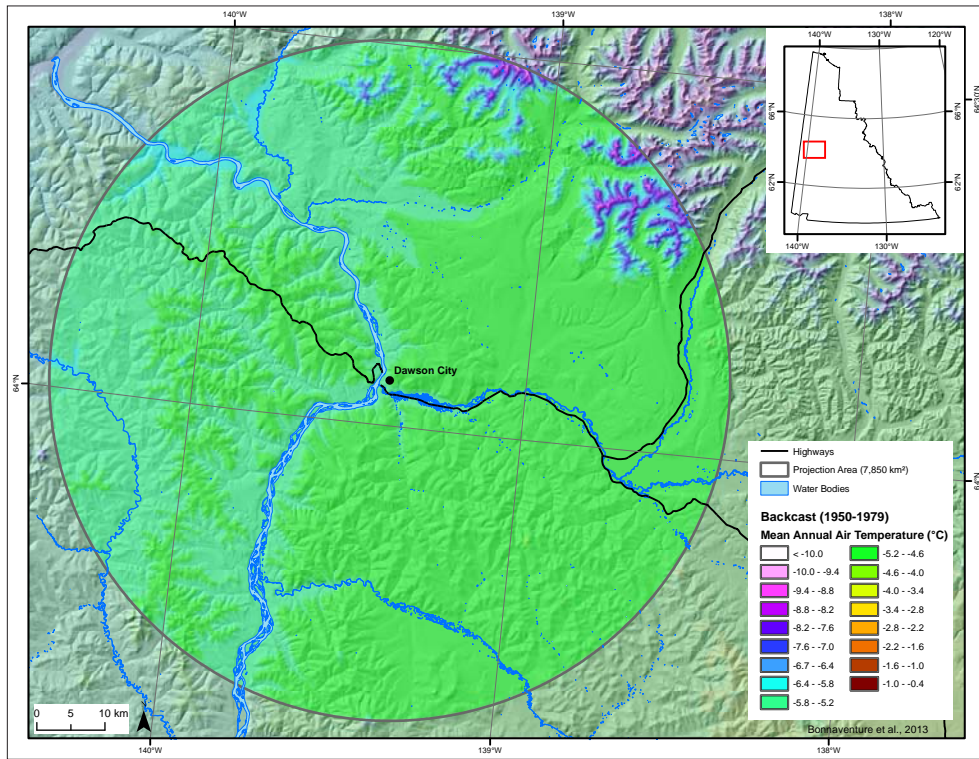 140°W
139°W
138°W
140°W
130°W
120°W
66°N
66°N
64°30'N
62°N
62°N
140°W
130°W
Dawson City
64°N
64°N
Highways
Projection Area (7,850 km²)
Water Bodies
Backcast (1950-1979)
Mean Annual Air Temperature (°C)
< -10.0
-5.2 - -4.6
-10.0 - -9.4
-4.6 - -4.0
-9.4 - -8.8
-4.0 - -3.4
-8.8 - -8.2
-3.4 - -2.8
-8.2 - -7.6
-2.8 - -2.2
-7.6 - -7.0
-2.2 - -1.6
-6.7 - -6.4
-1.6 - -1.0
-6.4 - -5.8
-1.0 - -0.4
-5.8 - -5.2
0 5 10 km
Bonnaventure et al., 2013
140°W
139°W
138°W